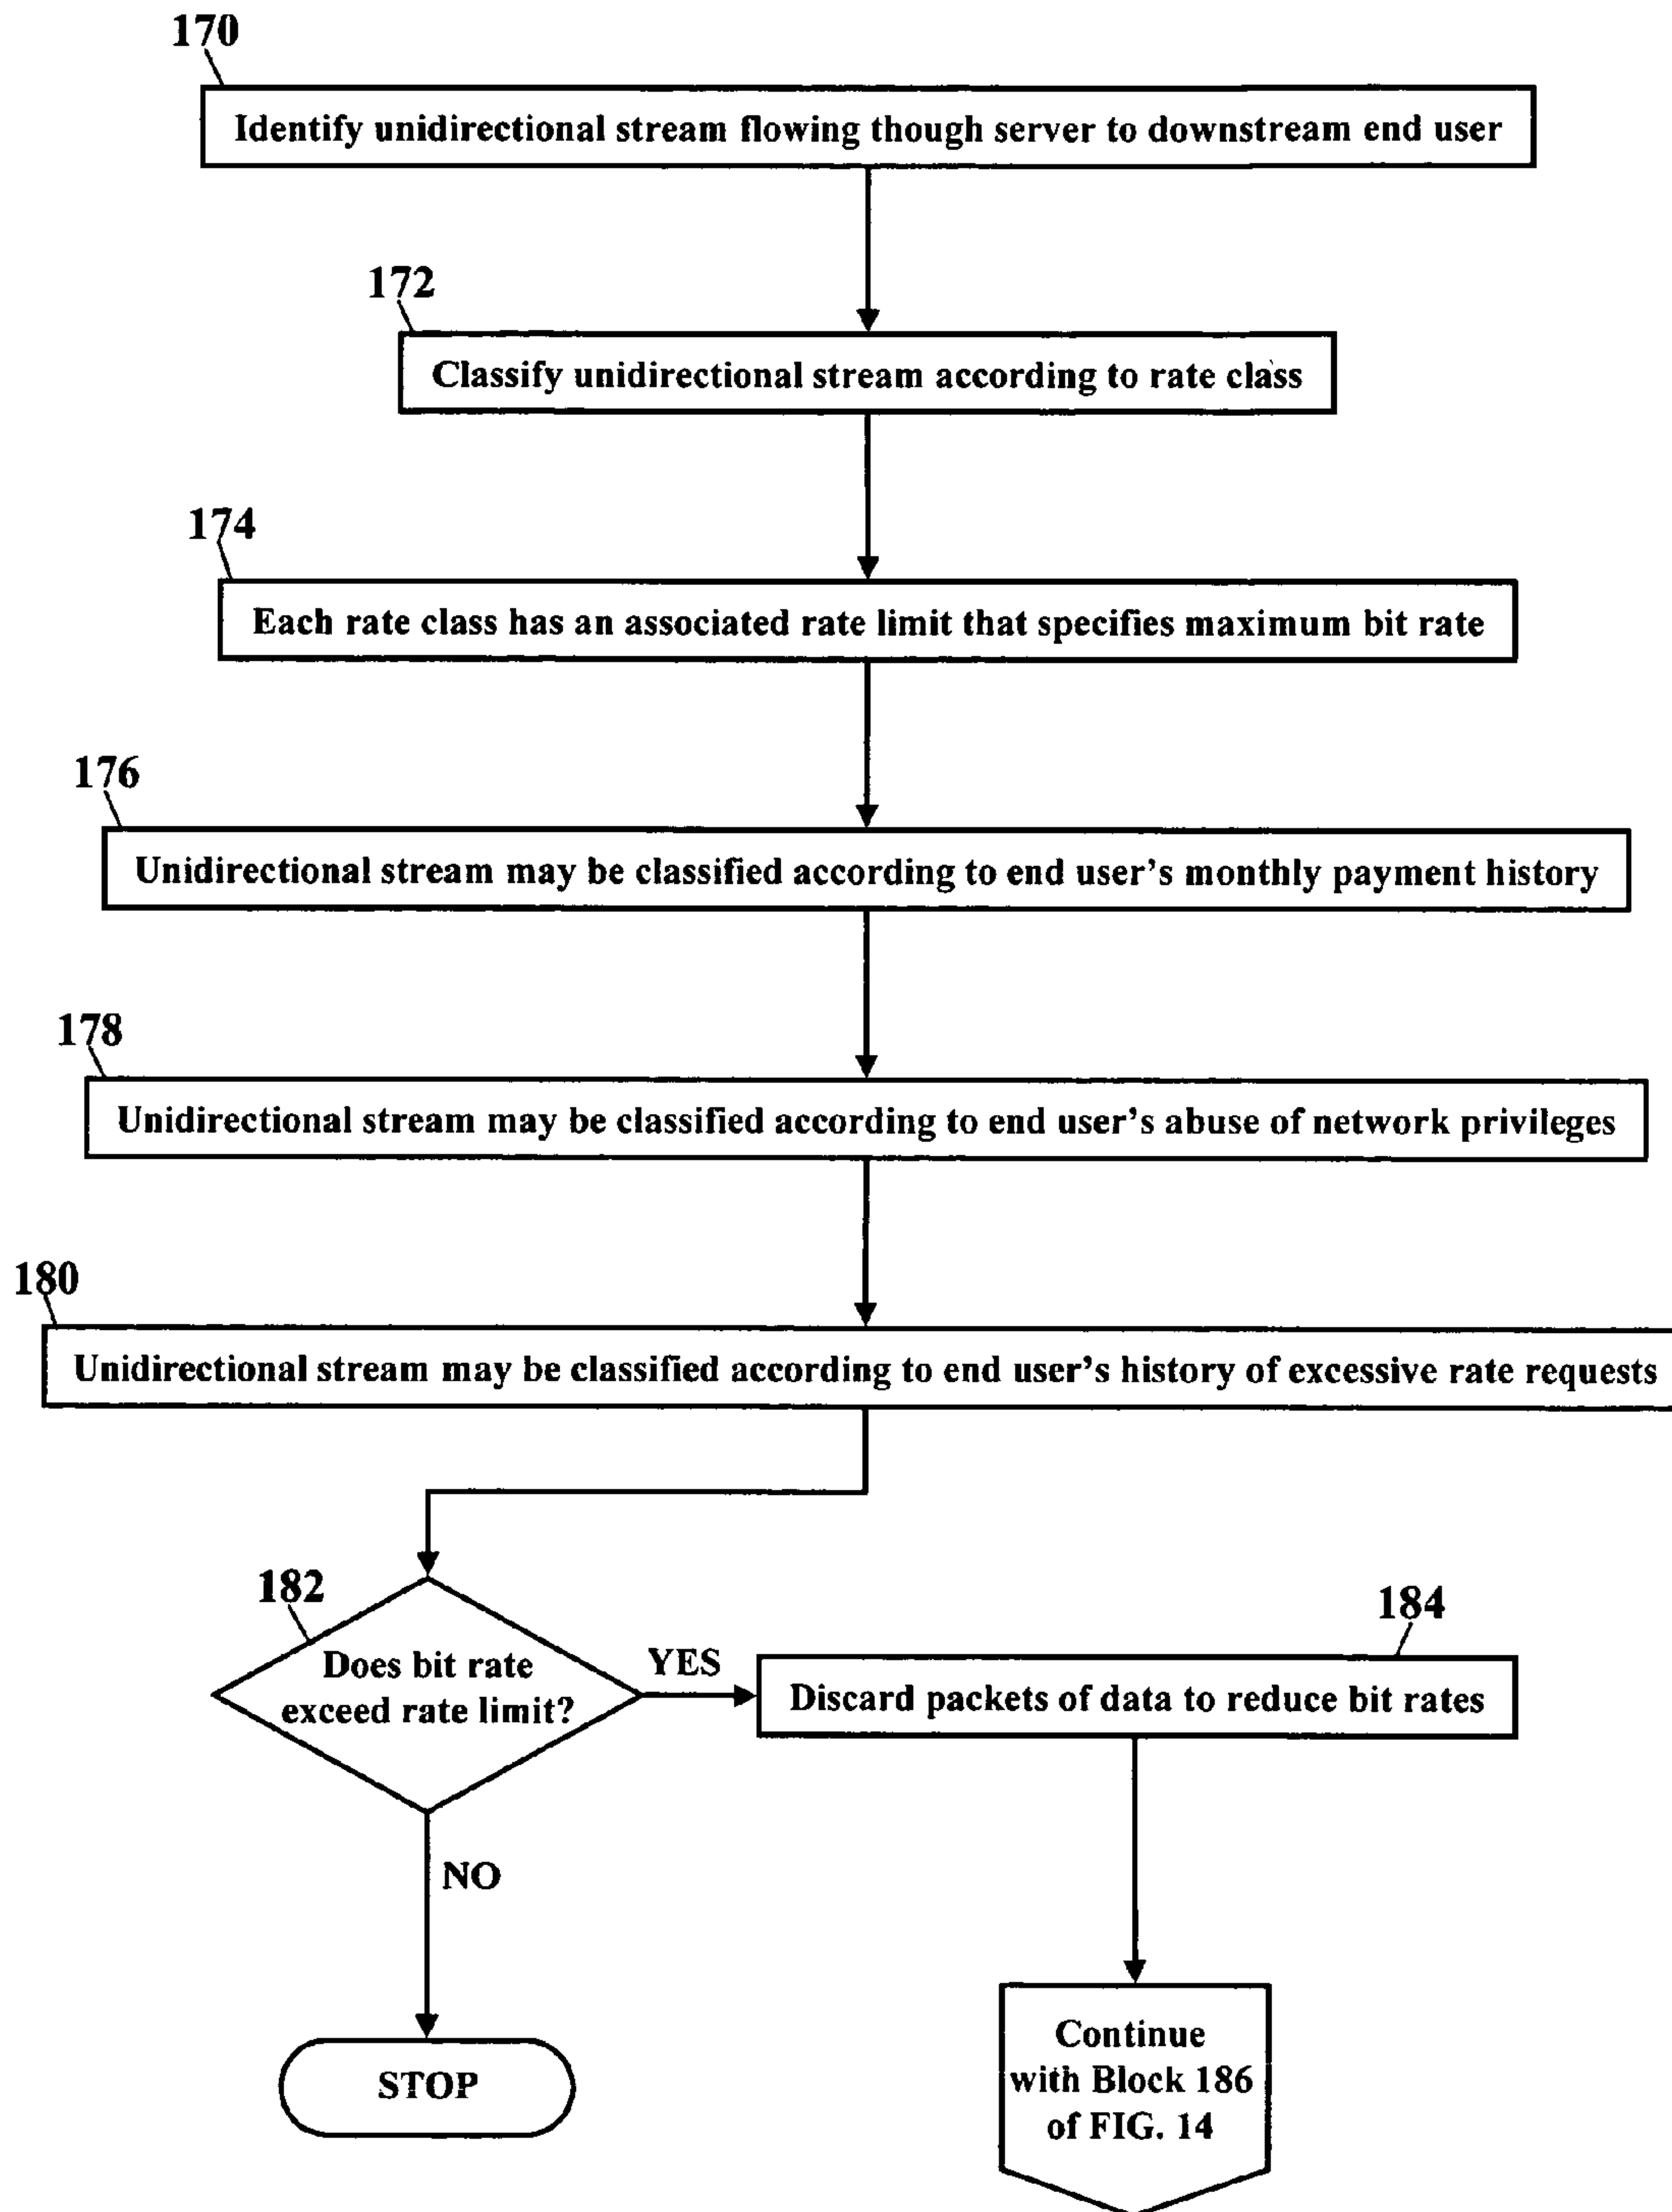 170
Identify unidirectional stream flowing though server to downstream end user
172
Classify unidirectional stream according to rate class
174
Each rate class has an associated rate limit that specifies maximum bit rate
176
Unidirectional stream may be classified according to end user's monthly payment history
178
Unidirectional stream may be classified according to end user's abuse of network privileges
180
Unidirectional stream may be classified according to end user's history of excessive rate requests
182
Does bit rate
exceed rate limit?
YES
184
Discard packets of data to reduce bit rates
NO
STOP
Continue
with Block 186
of FIG. 14